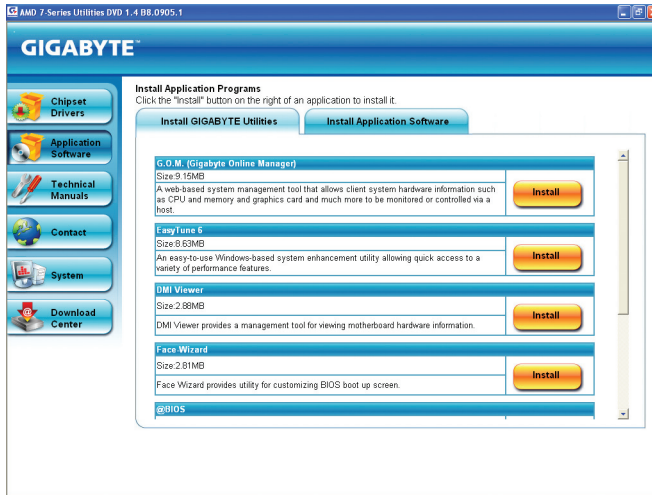 AMD 7-Series Utilities DVD 1.4 B8.0905.1
GIGABYTE™
Chipset
Drivers
Application
Software
Technical
Manuals
Contact
System
Download
Center
Install Application Programs
Click the "Install" button on the right of an application to install it.
Install GIGABYTE Utilities
Install Application Software
G.O.M. (Gigabyte Online Manager)
Size:9.15MB
A web-based system management tool that allows client system hardware information such
as CPU and memory and graphics card and much more to be monitored or controlled via a
host.
Install
EasyTune 6
Size:8.63MB
An easy-to-use Windows-based system enhancement utility allowing quick access to a
variety of performance features.
Install
DMI Viewer
Size:2.88MB
DMI Viewer provides a management tool for viewing motherboard hardware information.
Install
Face-Wizard
Size:2.81MB
Face Wizard provides utility for customizing BIOS boot up screen.
Install
@BIOS